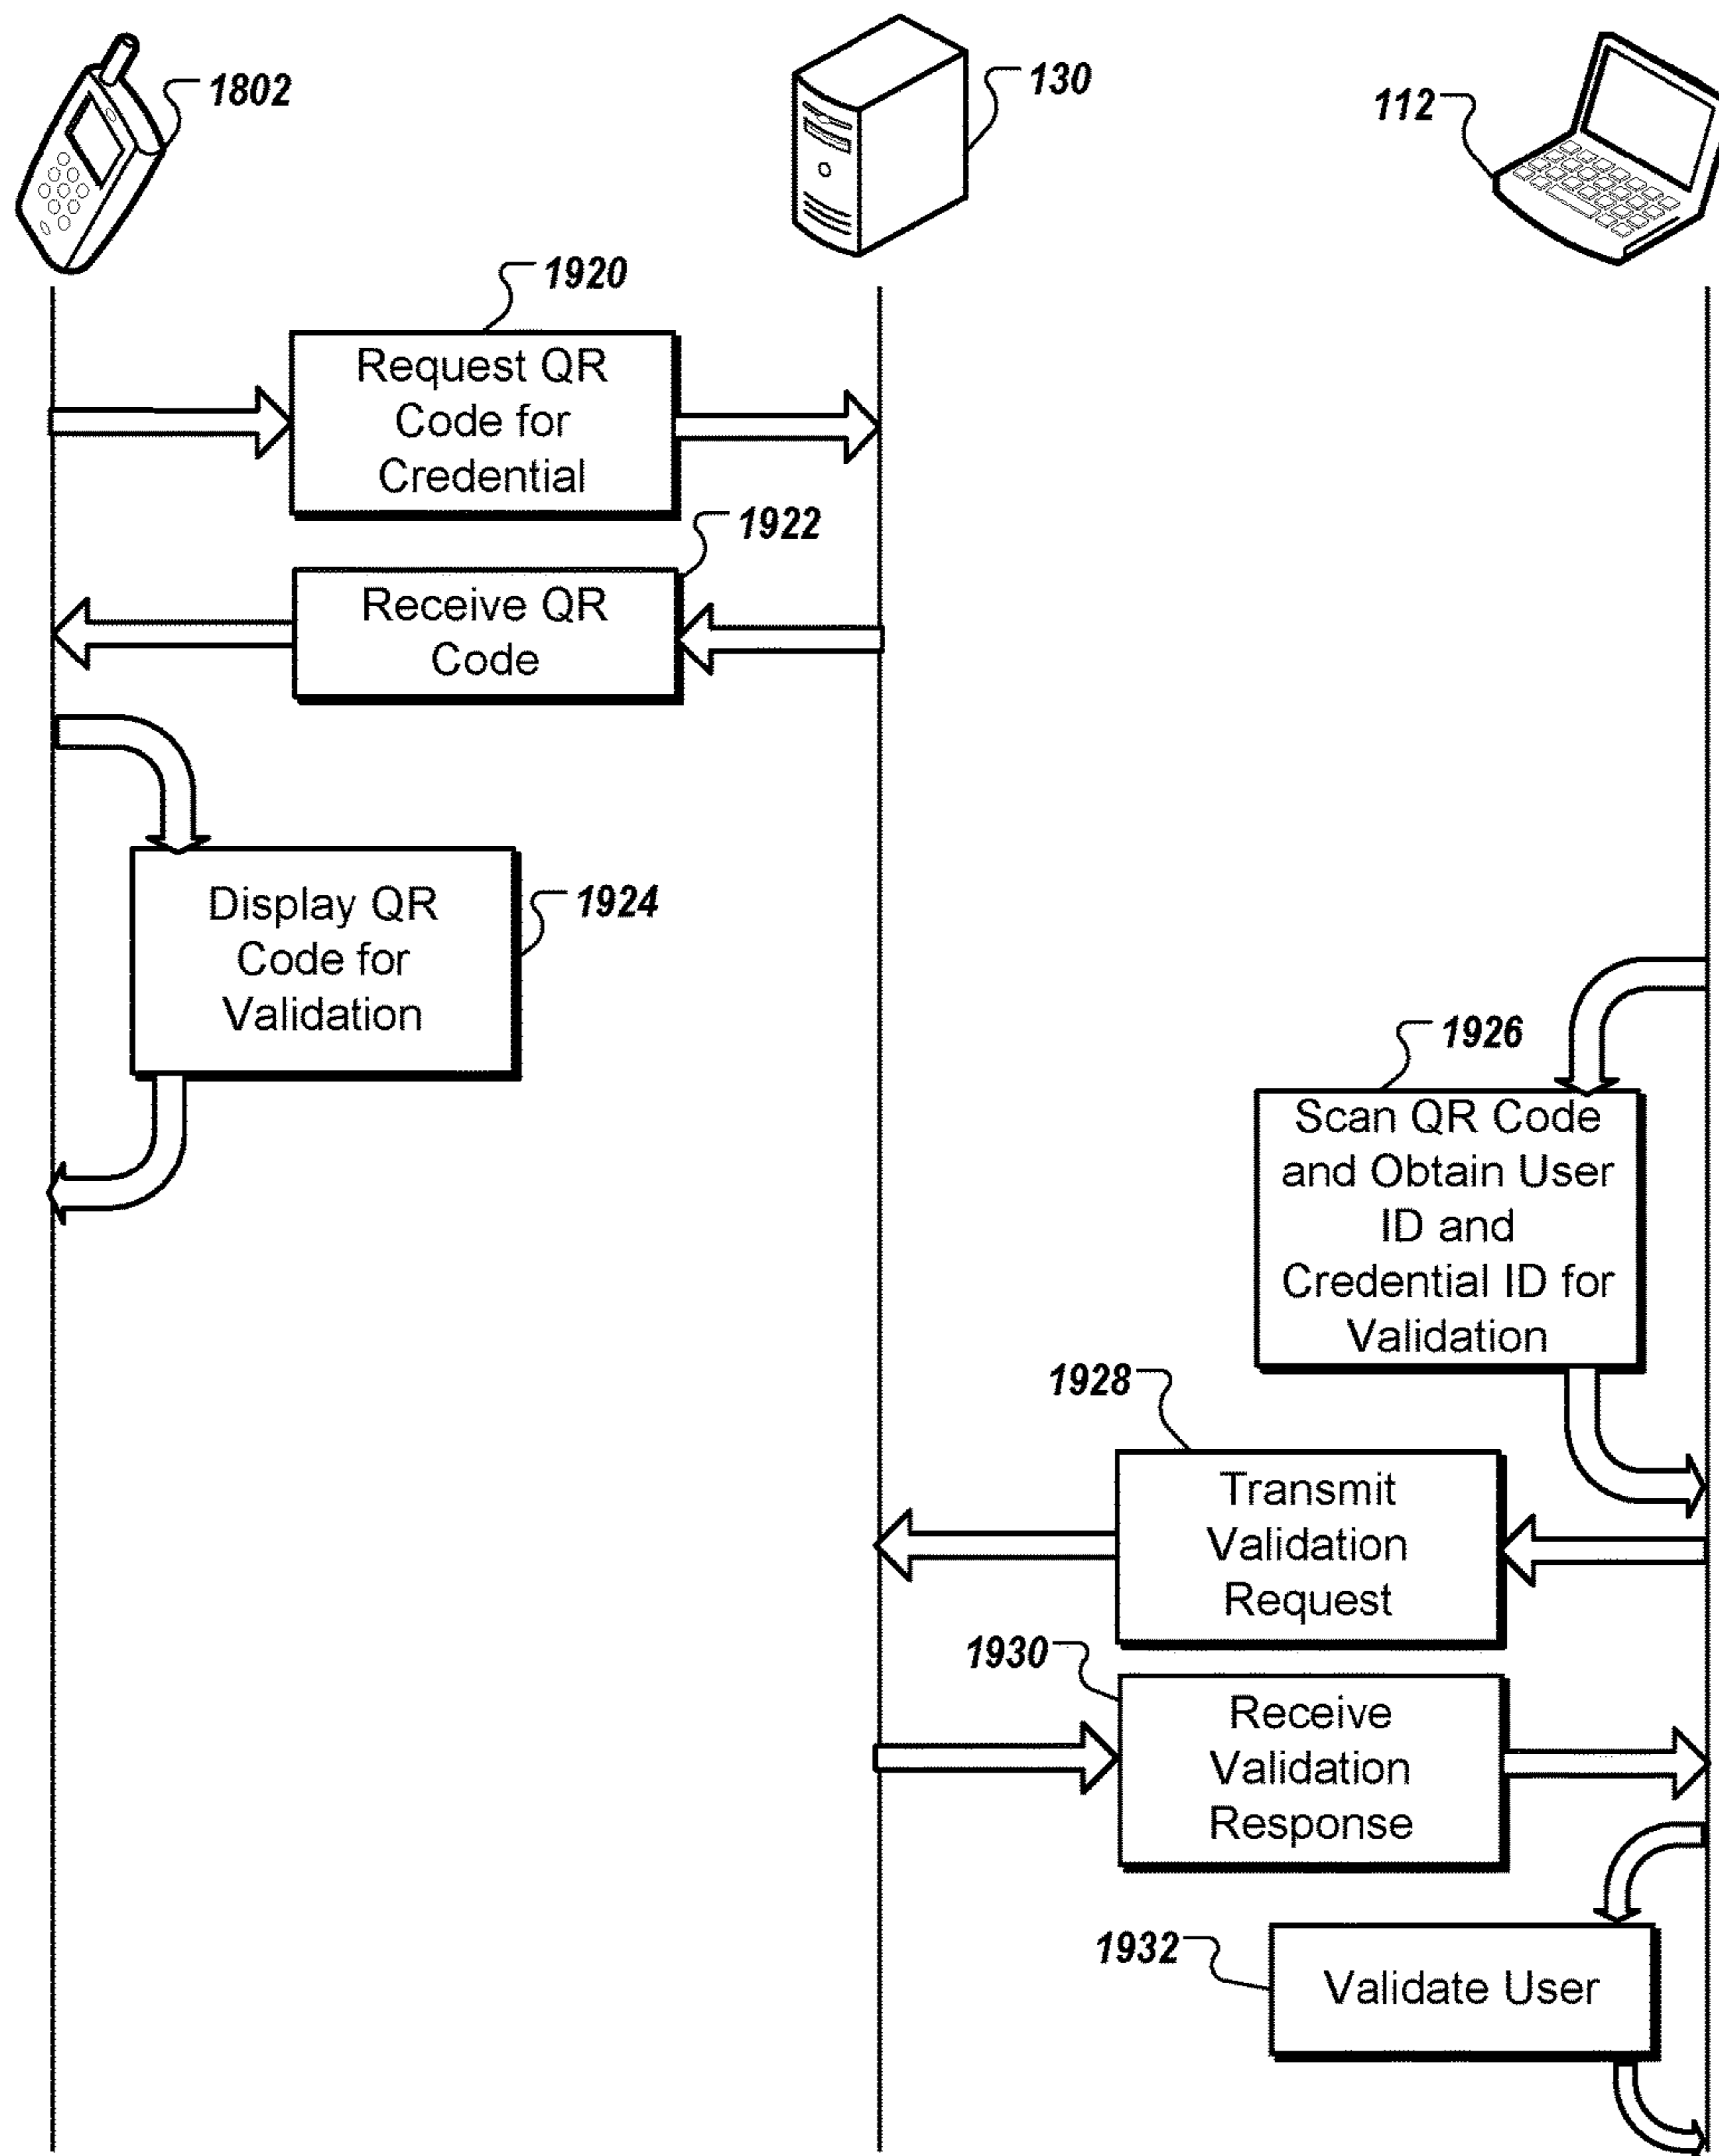 1802
130
112
1920
Request QR
Code for
Credential
1922
Receive QR
Code
Display QR
Code for
Validation
1924
1926
Scan QR Code
and Obtain User
ID and
Credential ID for
Validation
1928
Transmit
Validation
Request
1930
Receive
Validation
Response
1932
Validate User